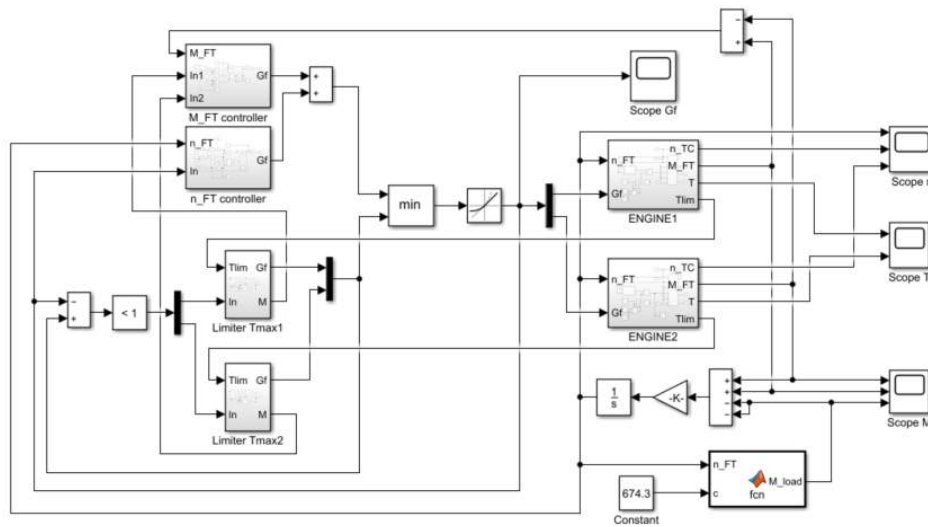 M_FT
In1
In2
Gf
M_FT controller
n_FT
In
Gf
n_FT controller
+
+
−
+
min
Scope Gf
n_FT
Gf
n_TC
M_FT
T
Tlim
ENGINE1
n_FT
Gf
n_TC
M_FT
T
Tlim
ENGINE2
Scope
Scope T
Scope M
Tlim
In
Gf
M
Limiter Tmax1
Tlim
In
Gf
M
Limiter Tmax2
−
+
< 1
1
s
-K-
+
+
−
−
674.3
Constant
n_FT
c
M_load
fcn